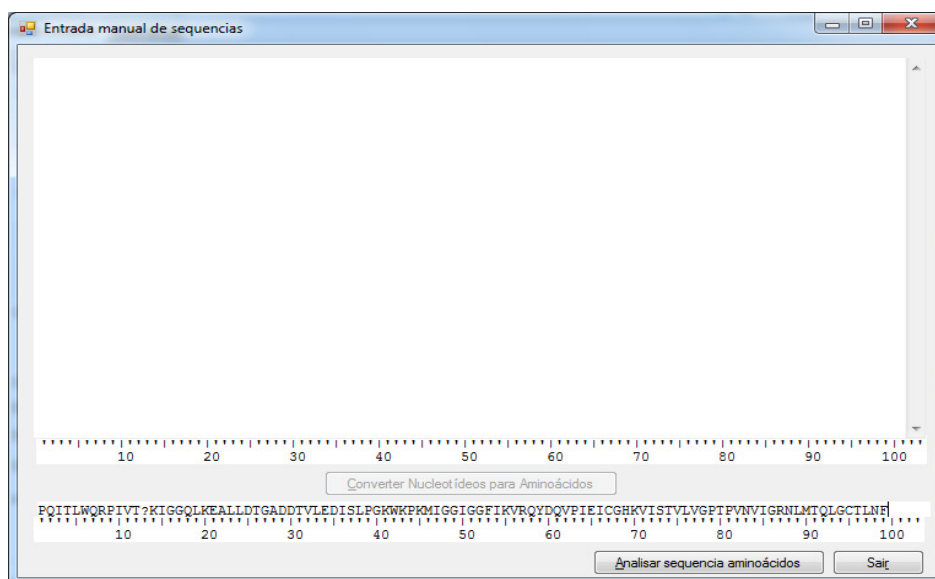 Entrada manual de sequencias
10 20 30 40 50 60 70 80 90 100
Converter Nucleotídeos para Aminoácidos
PQITLWQRPIVT?KIGGQLKEALLDTGADDTVLEDISLPGKWKPKMIGGIGGFIKVRQYDQVPIEICGHKVISTVLVGPTPVNVIGRNLMTQLGCTLNF
10 20 30 40 50 60 70 80 90 100
Analisar sequencia aminoácidos Sair